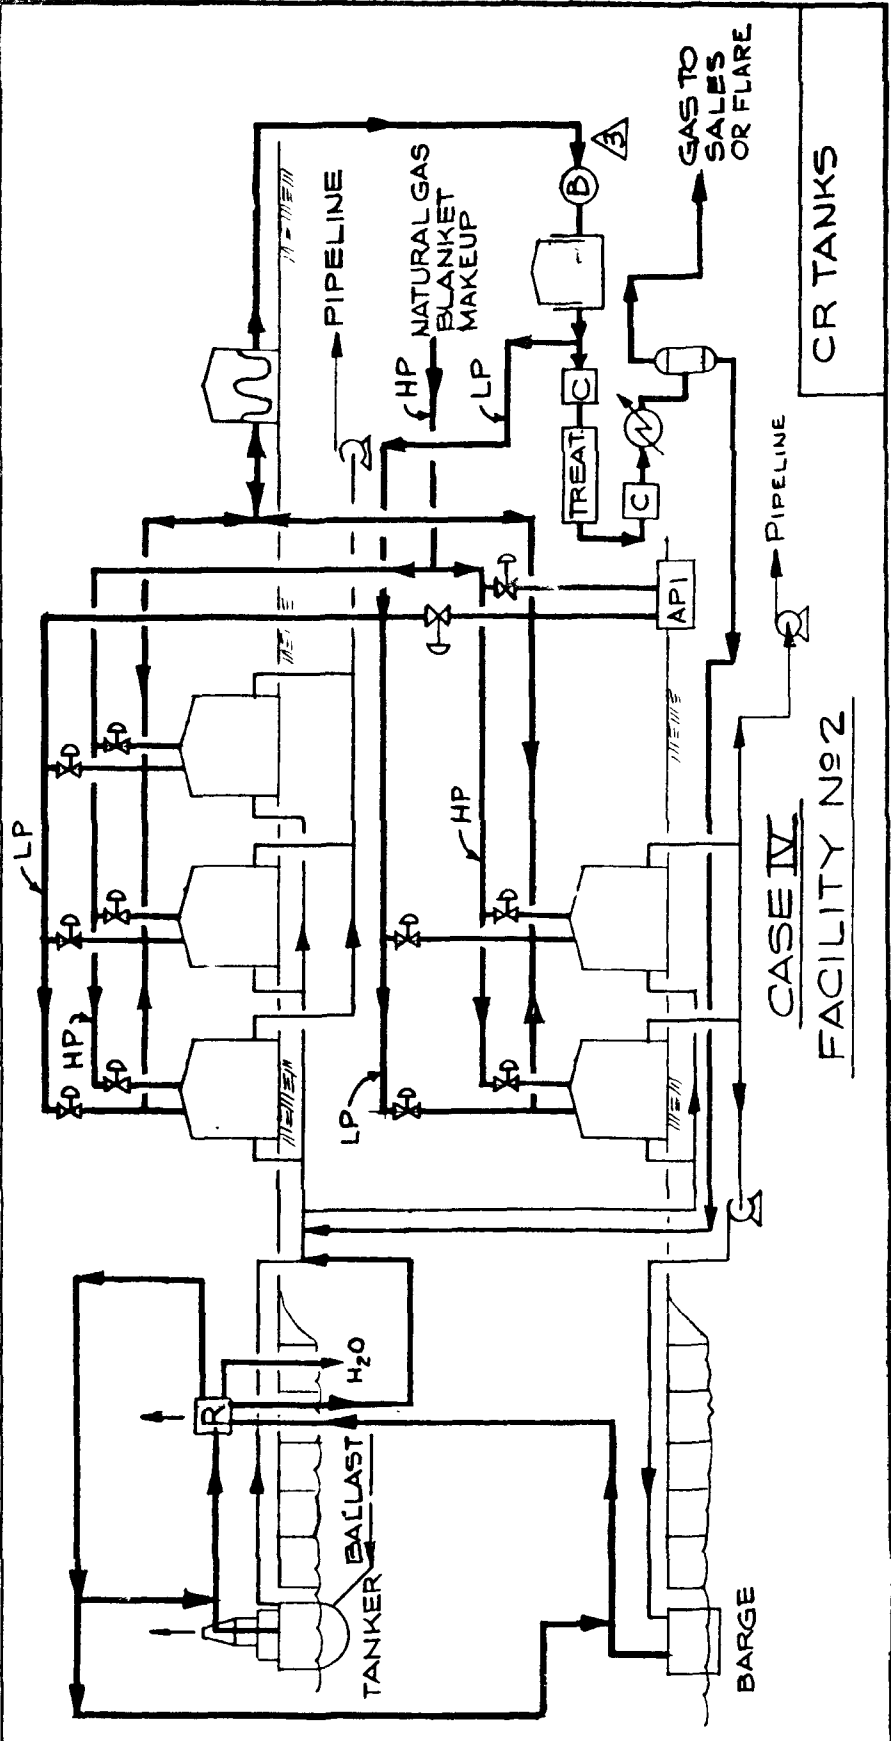 LP
HP
PIPELINE
NATURAL GAS
BLANKET
MAKEUP
HP
LP
B
3
GAS TO
SALES
OR FLARE
C
TREAT.
C
API
HP
LP
R
H2O
BALLAST
TANKER
BARGE
PIPELINE
CASE IV
FACILITY Nº 2
CR TANKS